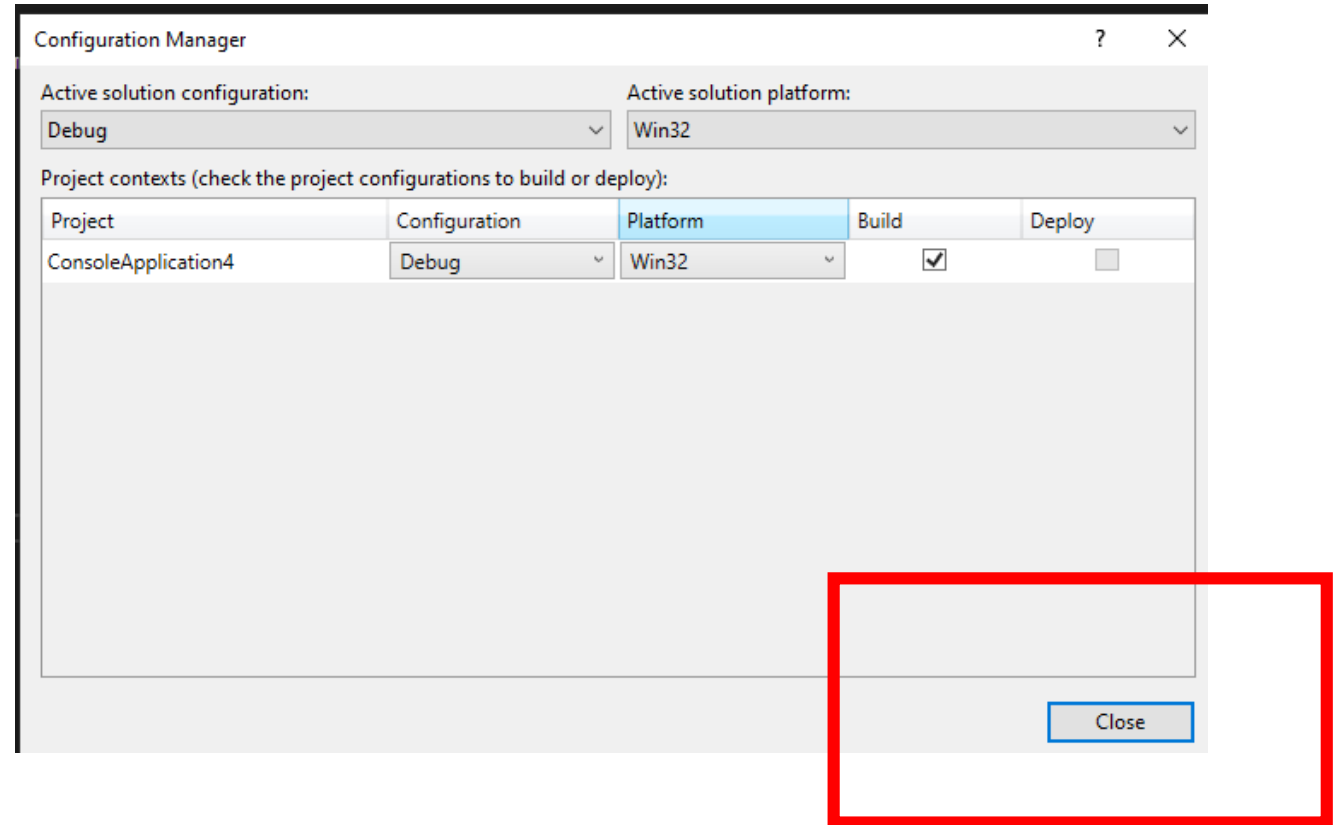 Configuration Manager ?
Active solution configuration: Active solution platform:
Debug Win32
Project contexts (check the project configurations to build or deploy):
Project Configuration Platform Build Deploy
ConsoleApplication4 Debug Win32
Close